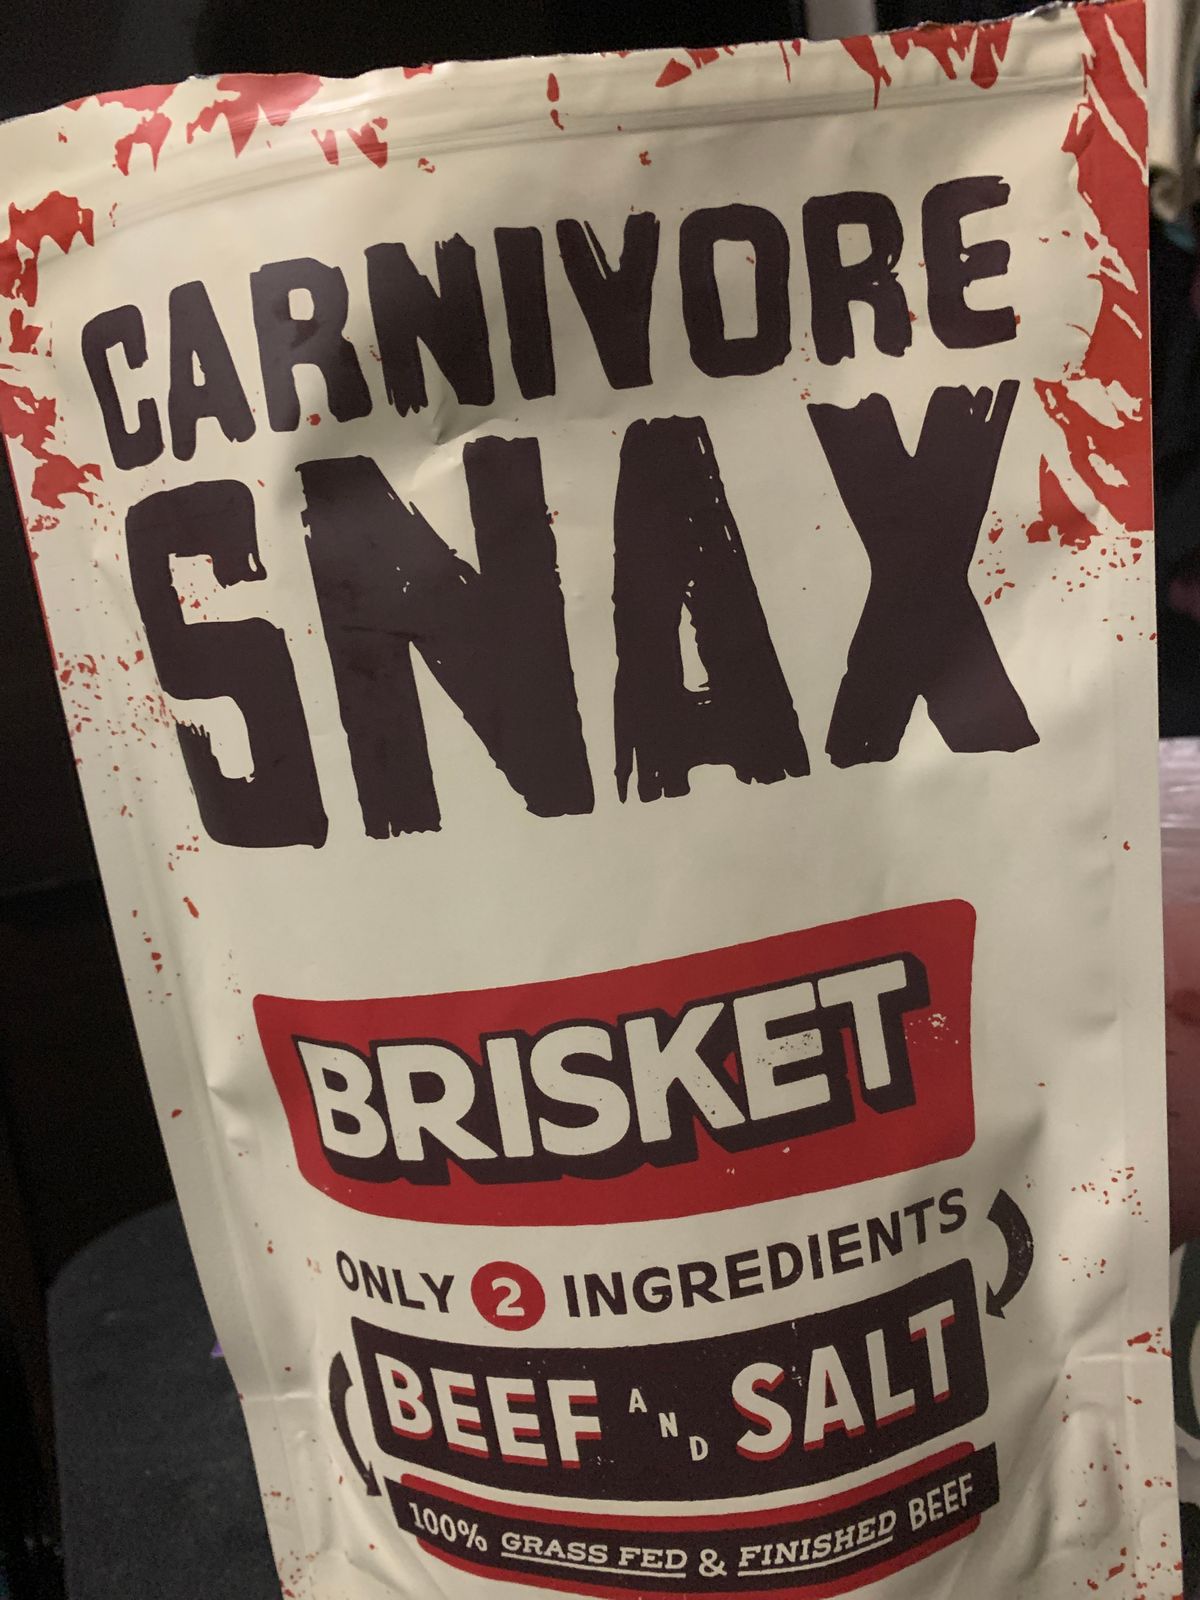 CARNIVORE
SNAX
BRISKET
ONLY 2 INGREDIENTS
BEEF AND SALT
100% GRASS FED & FINISHED BEEF